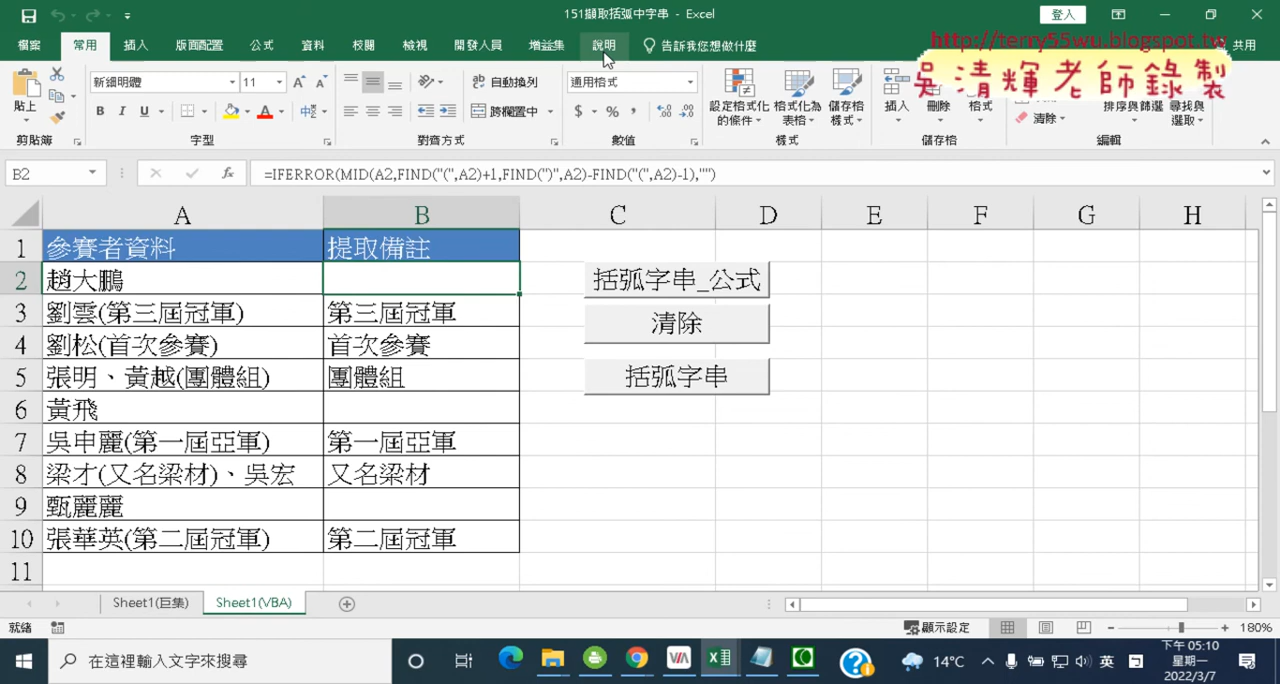 151擷取括弧中字串 - Excel
登入
檔案 常用 插入 版面配置 公式 資料 校閱 檢視 開發人員 增益集 說明 告訴我您想做什麼 共用
http://terry55wu.blogspot.tw
吳清輝老師錄製
貼上
新細明體 11
B I U A 中
自動換列
跨欄置中
通用格式
$ % ,
設定格式化的條件
格式化為表格
儲存格樣式
插入 刪除 格式
清除
排序與篩選 尋找與選取
剪貼簿 字型 對齊方式 數值 樣式 儲存格 編輯
B2 fx =IFERROR(MID(A2,FIND("(",A2)+1,FIND(")",A2)-FIND("(",A2)-1),"")
A B C D E F G H
1 參賽者資料 提取備註
2 趙大鵬 括弧字串_公式
3 劉雲(第三屆冠軍) 第三屆冠軍 清除
4 劉松(首次參賽) 首次參賽
5 張明、黃越(團體組) 團體組 括弧字串
6 黃飛
7 吳申麗(第一屆亞軍) 第一屆亞軍
8 梁才(又名梁材)、吳宏 又名梁材
9 甄麗麗
10 張華英(第二屆冠軍) 第二屆冠軍
11
Sheet1(巨集) Sheet1(VBA)
就緒 顯示設定 180%
在這裡輸入文字來搜尋
14°C 英
下午 05:10
星期一
2022/3/7